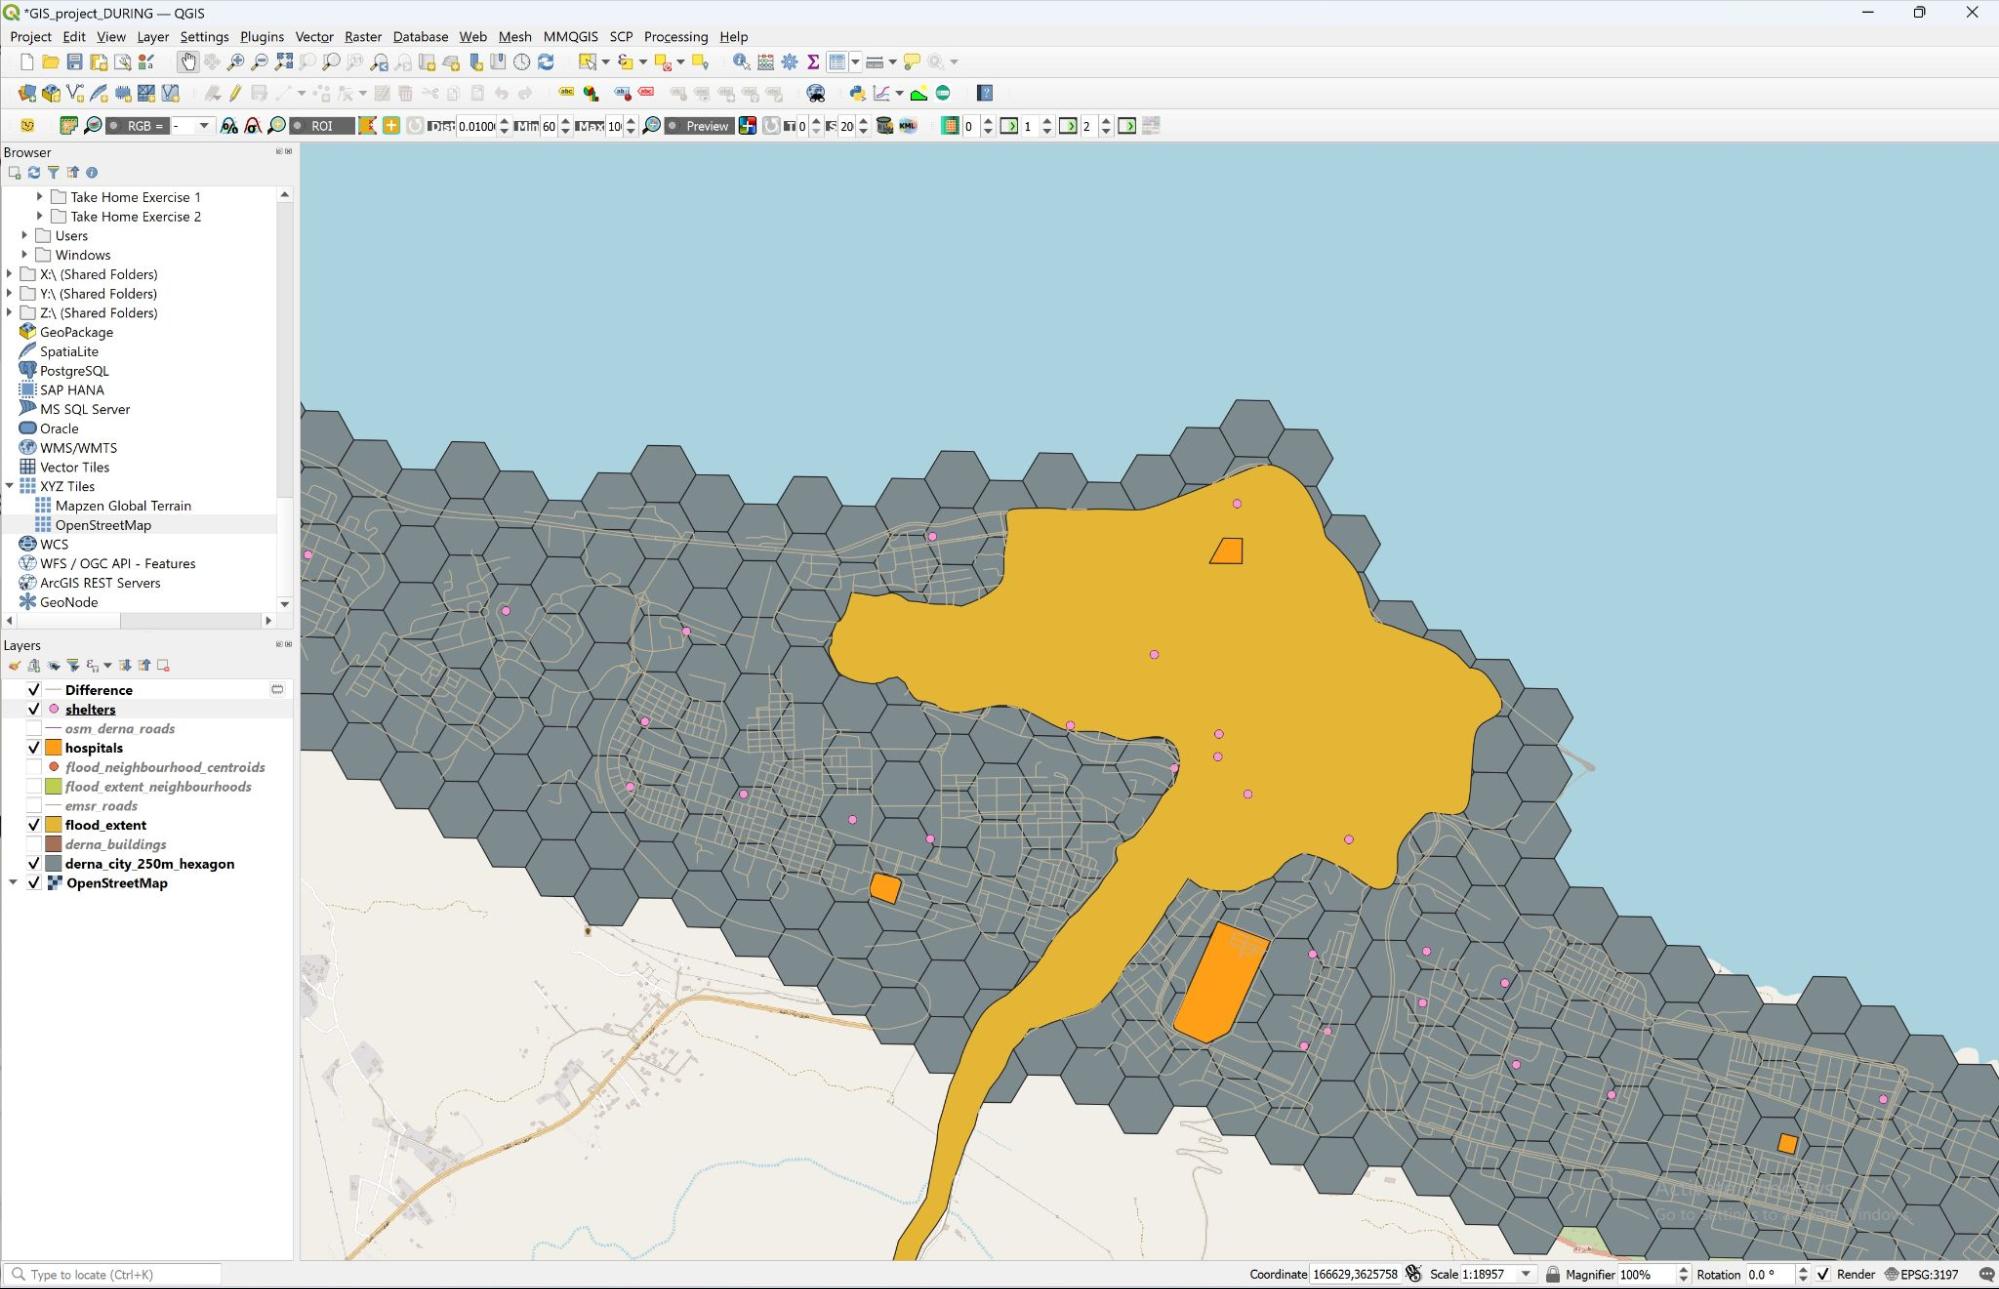 *GIS_project_DURING — QGIS
Project Edit View Layer Settings Plugins Vector Raster Database Web Mesh MMQGIS SCP Processing Help
RGB = - ROI Dist 0.0100 Min 60 Max 10 Preview T 0 S 20 0 1 2
Browser
Take Home Exercise 1
Take Home Exercise 2
Users
Windows
X:\ (Shared Folders)
Y:\ (Shared Folders)
Z:\ (Shared Folders)
GeoPackage
SpatiaLite
PostgreSQL
SAP HANA
MS SQL Server
Oracle
WMS/WMTS
Vector Tiles
XYZ Tiles
Mapzen Global Terrain
OpenStreetMap
WCS
WFS / OGC API - Features
ArcGIS REST Servers
GeoNode
Layers
Difference
shelters
osm_derna_roads
hospitals
flood_neighbourhood_centroids
flood_extent_neighbourhoods
emsr_roads
flood_extent
derna_buildings
derna_city_250m_hexagon
OpenStreetMap
Type to locate (Ctrl+K)
Coordinate 166629,3625758 Scale 1:18957 Magnifier 100% Rotation 0.0 ° Render EPSG:3197